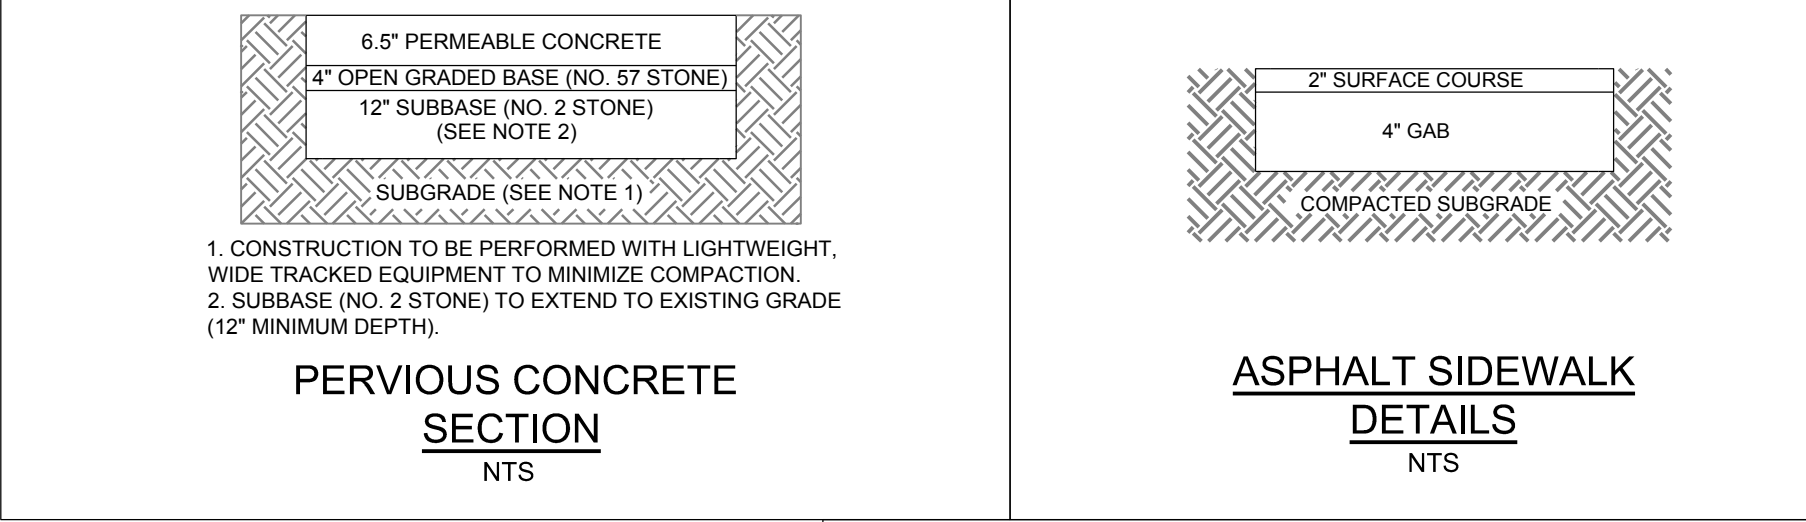 6.5" PERMEABLE CONCRETE
4" OPEN GRADED BASE (NO. 57 STONE)
12" SUBBASE (NO. 2 STONE)
(SEE NOTE 2)
SUBGRADE (SEE NOTE 1)
1. CONSTRUCTION TO BE PERFORMED WITH LIGHTWEIGHT,
WIDE TRACKED EQUIPMENT TO MINIMIZE COMPACTION.
2. SUBBASE (NO. 2 STONE) TO EXTEND TO EXISTING GRADE
(12" MINIMUM DEPTH).
PERVIOUS CONCRETE
SECTION
NTS
2" SURFACE COURSE
4" GAB
COMPACTED SUBGRADE
ASPHALT SIDEWALK
DETAILS
NTS